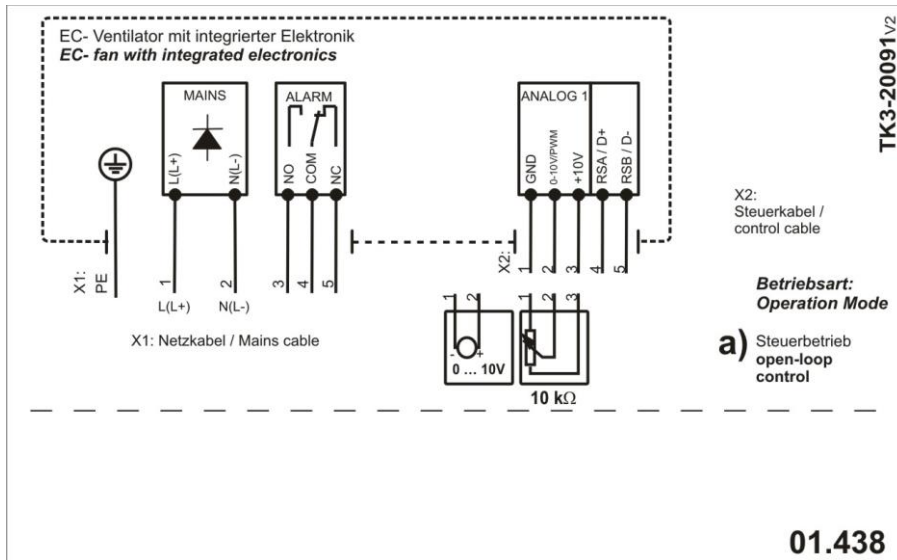 EC- Ventilator mit integrierter Elektronik
EC- fan with integrated electronics
TK3-20091 V2
MAINS
L(L+)
N(L-)
ALARM
NO
COM
NC
ANALOG 1
GND
0-10V/PWM
+10V
RSA / D+
RSB / D-
X1:
PE
1
2
3
4
5
L(L+)
N(L-)
X1: Netzkabel / Mains cable
X2:
1
2
3
4
5
1
2
- +
0 ... 10V
1
2
3
10 kΩ
X2:
Steuerkabel /
control cable
Betriebsart:
Operation Mode
a) Steuerbetrieb
open-loop
control
01.438